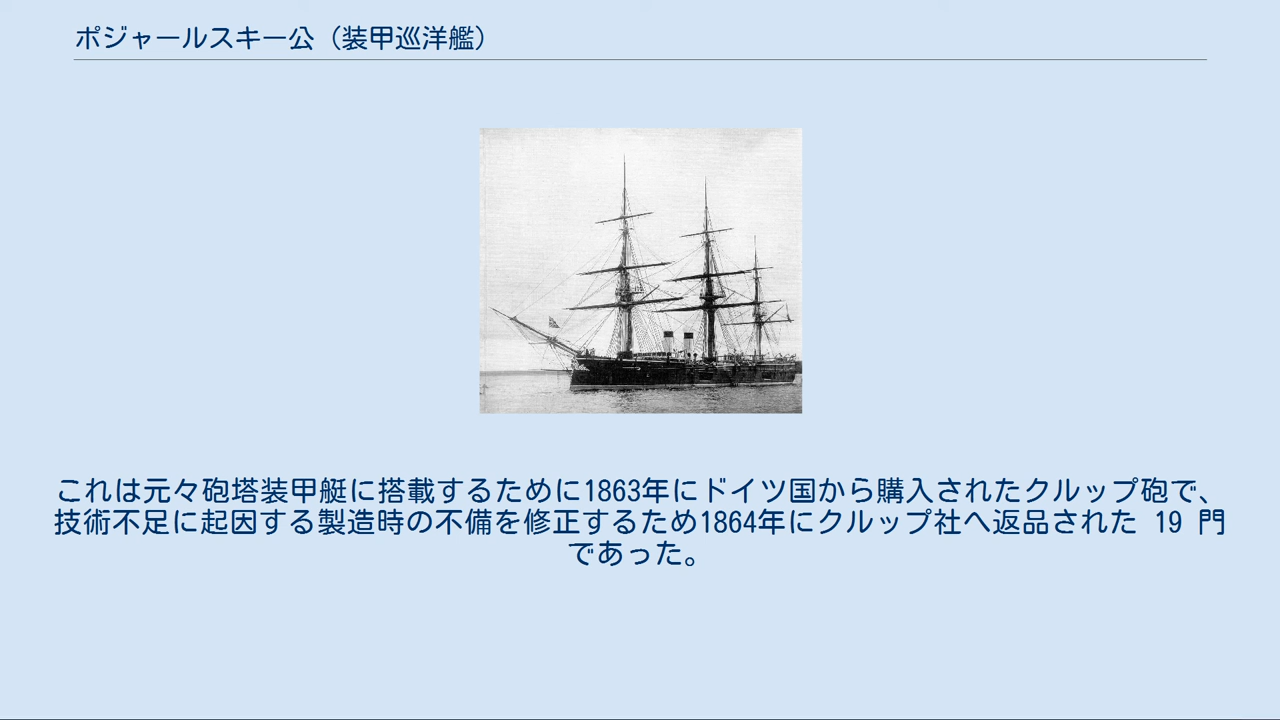 ポジャールスキー公（装甲巡洋艦）
これは元々砲塔装甲艇に搭載するために1863年にドイツ国から購入されたクルップ砲で、
技術不足に起因する製造時の不備を修正するため1864年にクルップ社へ返品された 19 門
であった。